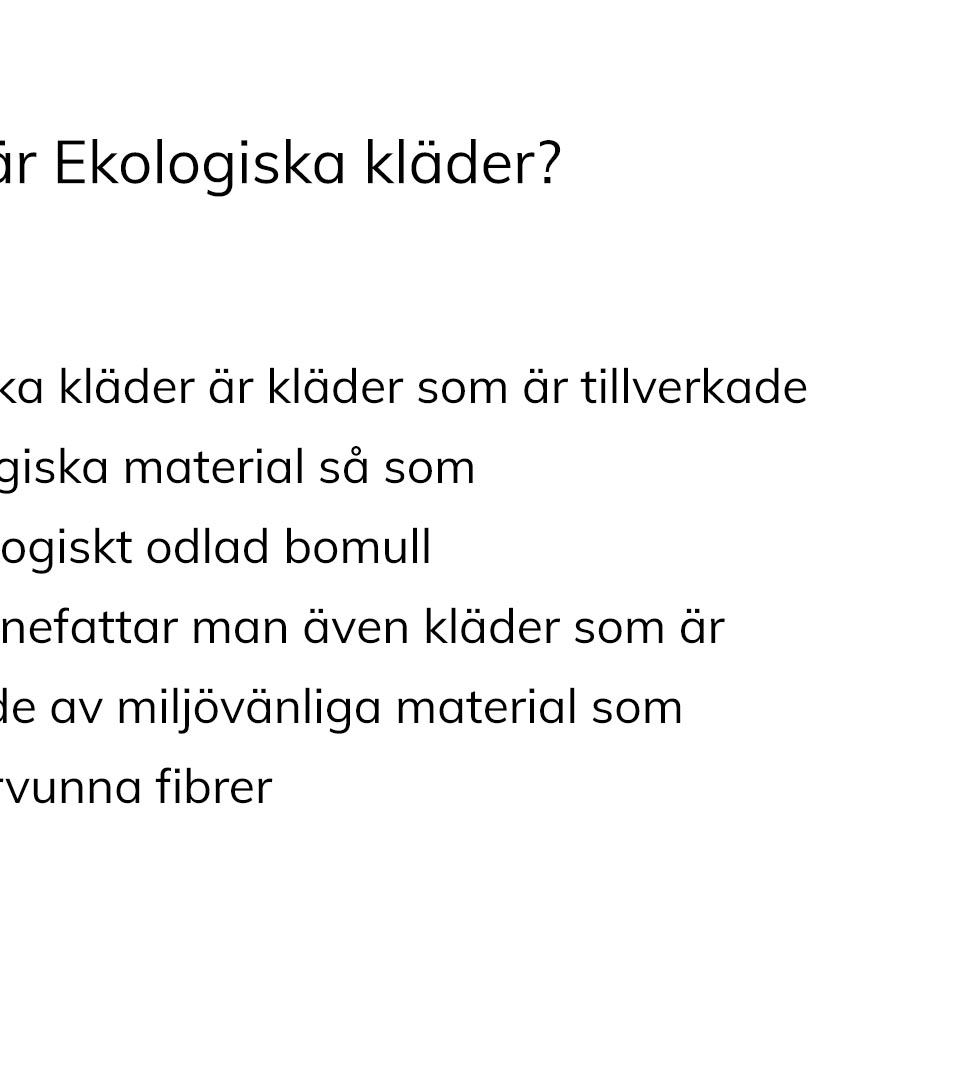 är Ekologiska kläder?
ka kläder är kläder som är tillverkade
giska material så som
logiskt odlad bomull
nefattar man även kläder som är
de av miljövänliga material som
rvunna fibrer